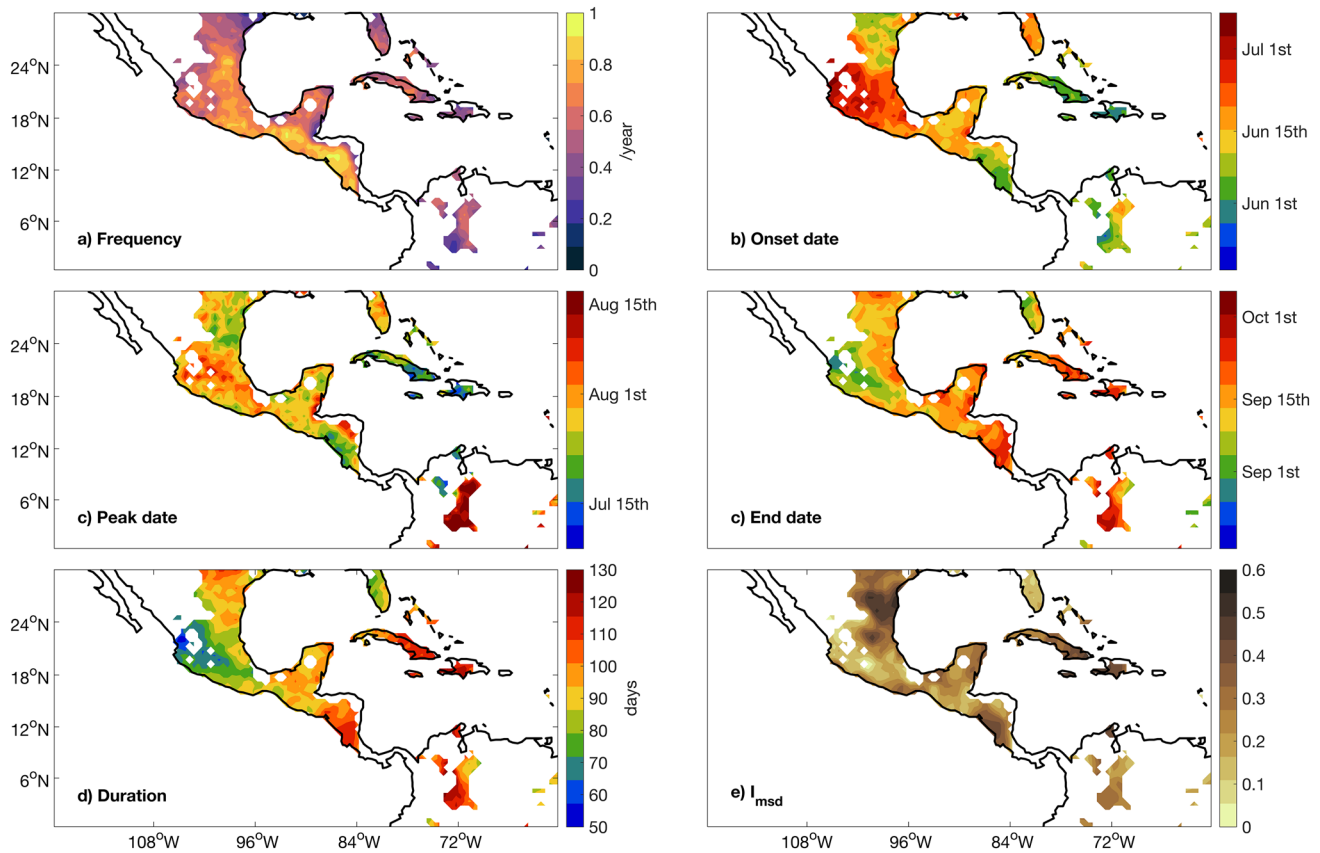 1
0.8
0.6
0.4
0.2
0
/year
24°N
18°N
12°N
6°N
a) Frequency
Jul 1st
Jun 15th
Jun 1st
b) Onset date
24°N
18°N
12°N
6°N
c) Peak date
Aug 15th
Aug 1st
Jul 15th
c) End date
Oct 1st
Sep 15th
Sep 1st
24°N
18°N
12°N
6°N
d) Duration
130
120
110
100
90
80
70
60
50
days
108°W 96°W 84°W 72°W
e) Imsd
0.6
0.5
0.4
0.3
0.2
0.1
0
108°W 96°W 84°W 72°W